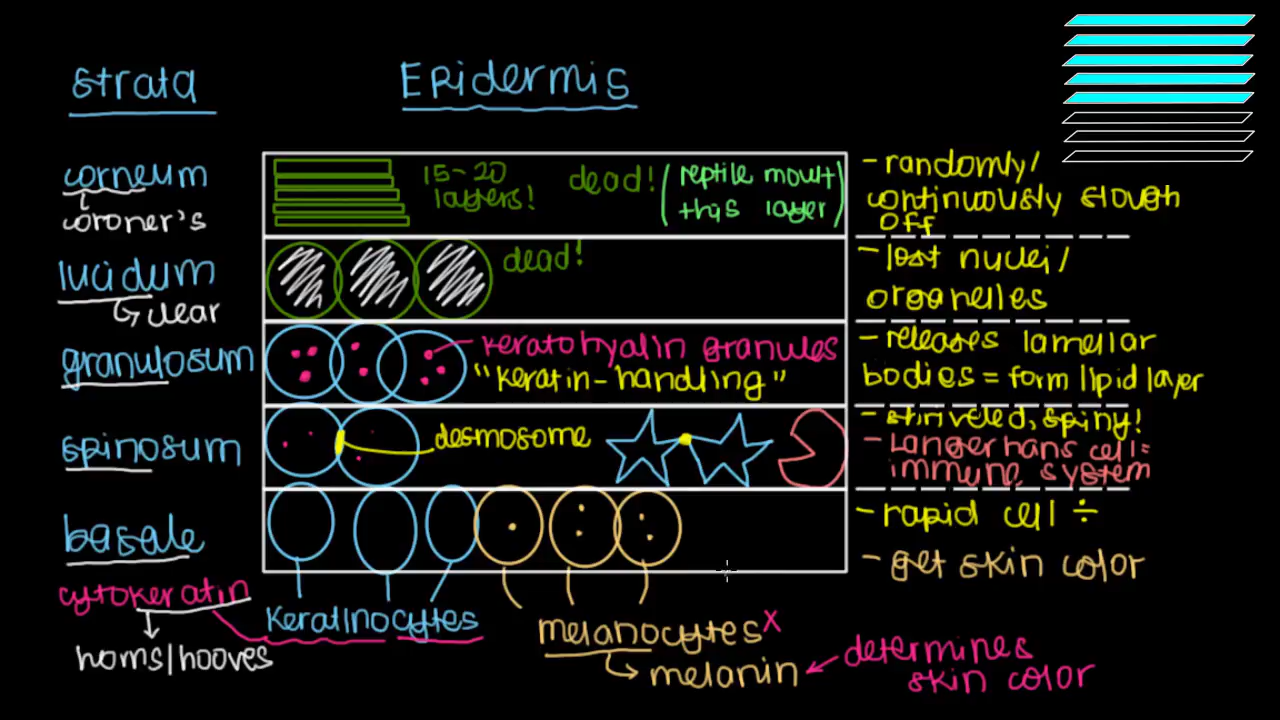 strata
Epidermis
corneum
coroner's
15-20
layers!
dead!
(reptile moult
this layer)
-randomly/
continuously slough
off
lucidum
clear
dead!
-lost nuclei/
organelles
granulosum
keratohyalin granules
"keratin-handling"
-releases lamellar
bodies = form lipid layer
spinosum
desmosome
-shriveled, spiny!
-Langerhans cell=
immune system
basale
-rapid cell ÷
-get skin color
cytokeratin
horns/hooves
keratinocytes
melanocytes x
melanin
determines
skin color